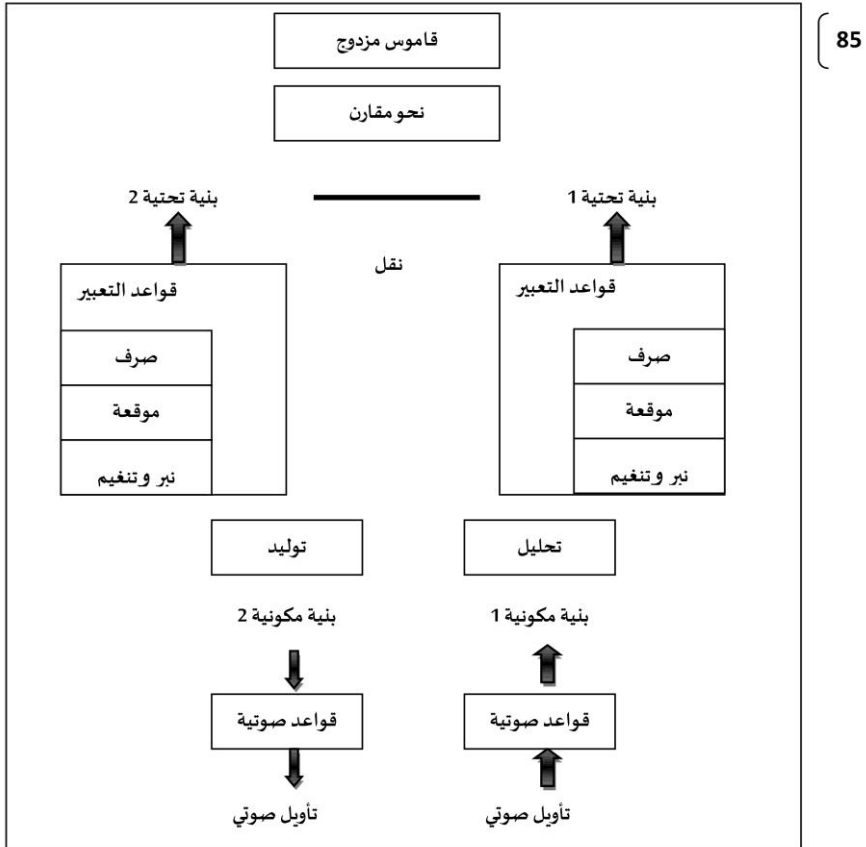 85
قاموس مزدوج
نحو مقارن
بنية تحتية 1
بنية تحتية 2
نقل
قواعد التعبير
صرف
موقعة
نبر وتنغيم
قواعد التعبير
صرف
موقعة
نبر وتنغيم
تحليل
توليد
بنية مكونية 1
بنية مكونية 2
قواعد صوتية
قواعد صوتية
تأويل صوتي
تأويل صوتي